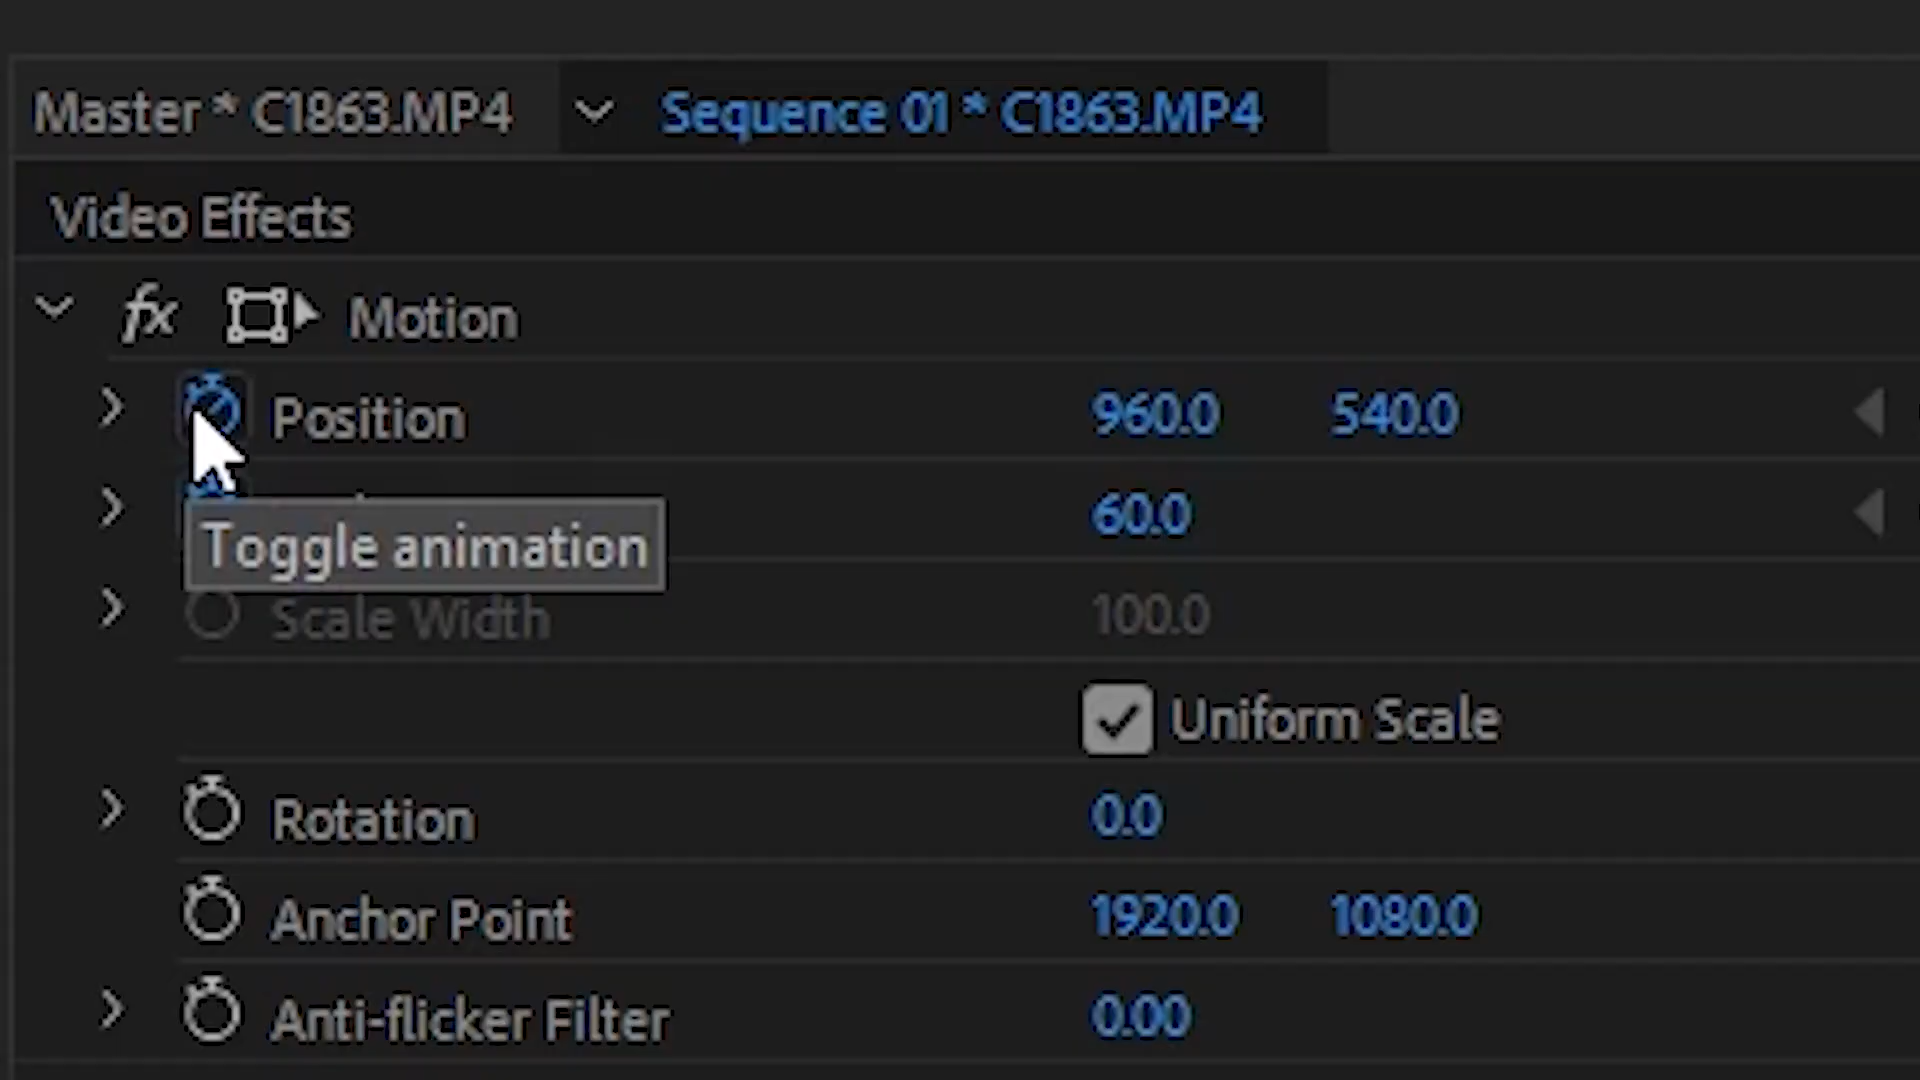 Master * C1863.MP4 Sequence 01 * C1863.MP4
Video Effects
fx Motion
Position 960.0 540.0
60.0
Toggle animation
Scale Width 100.0
Uniform Scale
Rotation 0.0
Anchor Point 1920.0 1080.0
Anti-flicker Filter 0.00